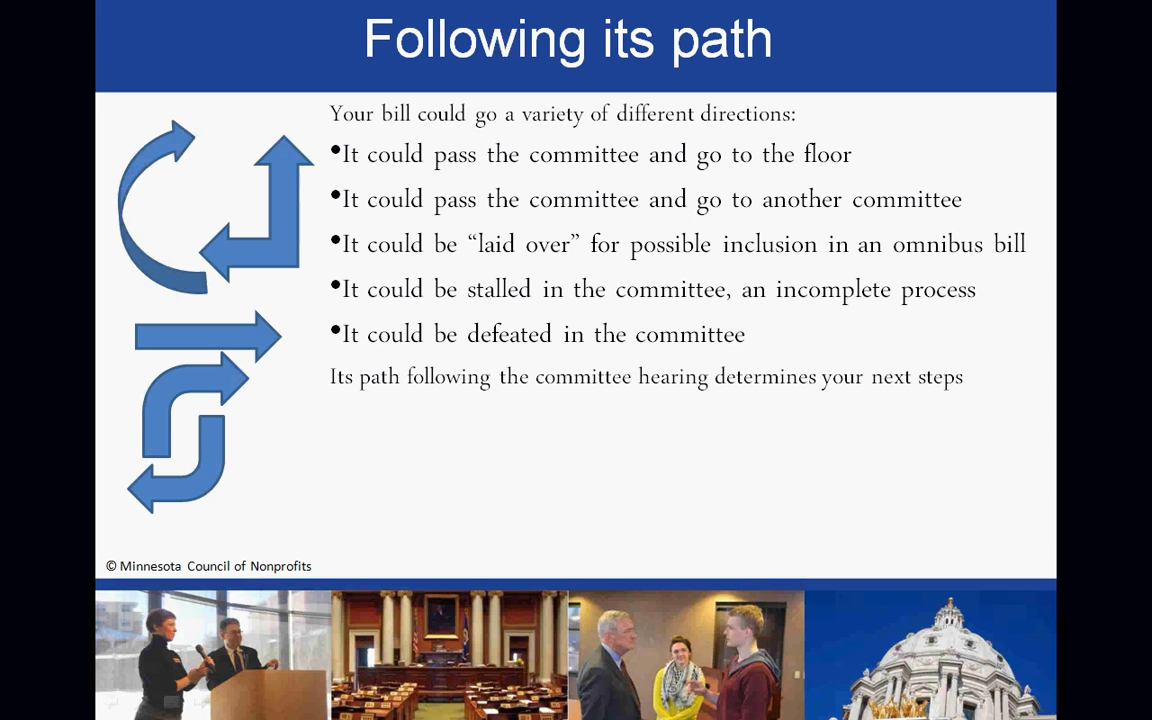 Following its path
Your bill could go a variety of different directions:
•It could pass the committee and go to the floor
•It could pass the committee and go to another committee
•It could be “laid over” for possible inclusion in an omnibus bill
•It could be stalled in the committee, an incomplete process
•It could be defeated in the committee
Its path following the committee hearing determines your next steps
© Minnesota Council of Nonprofits